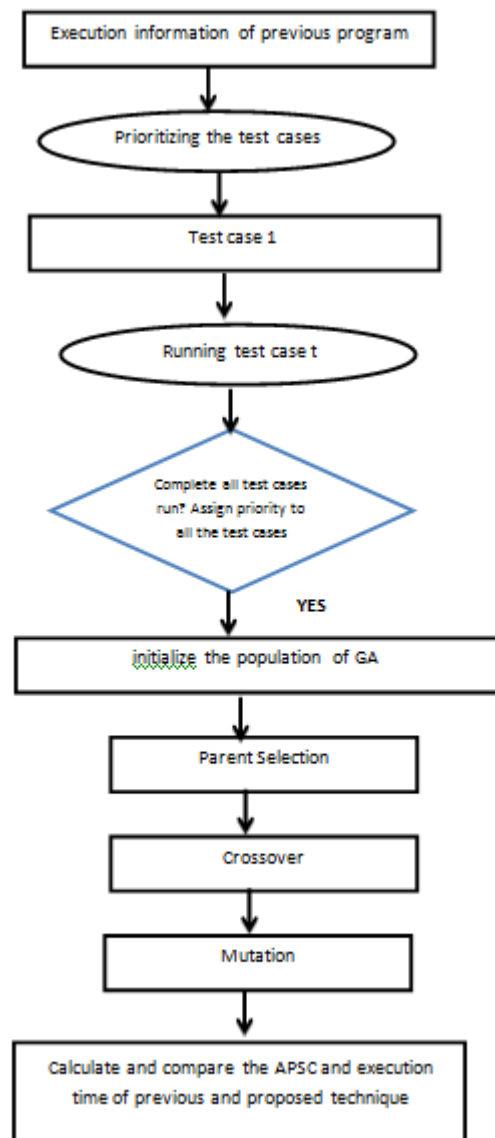 Execution information of previous program
Prioritizing the test cases
Test case 1
Running test case t
Complete all test cases
run? Assign priority to
all the test cases
YES
initialize the population of GA
Parent Selection
Crossover
Mutation
Calculate and compare the APSC and execution
time of previous and proposed technique